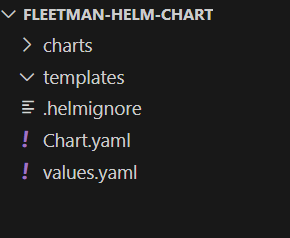 FLEETMAN-HELM-CHART
charts
templates
.helmignore
! Chart.yaml
! values.yaml